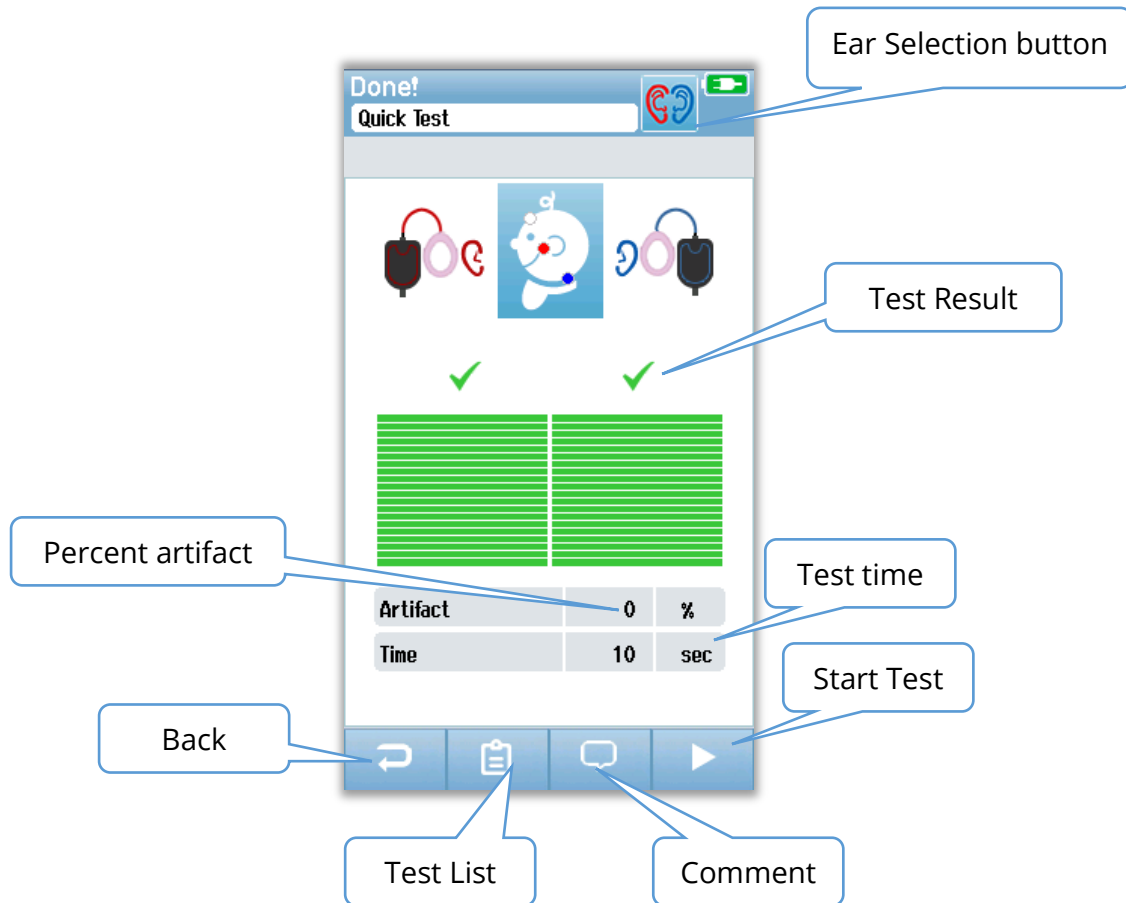 Ear Selection button
Done!
Quick Test
Test Result
Percent artifact
Test time
Artifact 0 %
Time 10 sec
Start Test
Back
Test List
Comment